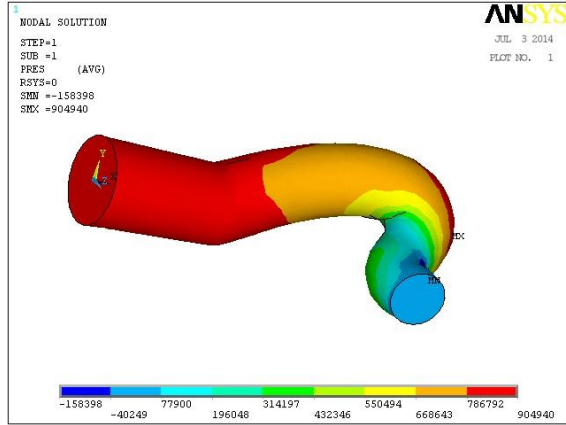 1
NODAL SOLUTION
STEP=1
SUB =1
PRES (AVG)
RSYS=0
SMN =-158398
SMX =904940
ANSYS
JUL 3 2014
PLOT NO. 1
Y
X
Z
MX
MN
-158398 77900 314197 550494 786792
-40249 196048 432346 668643 904940